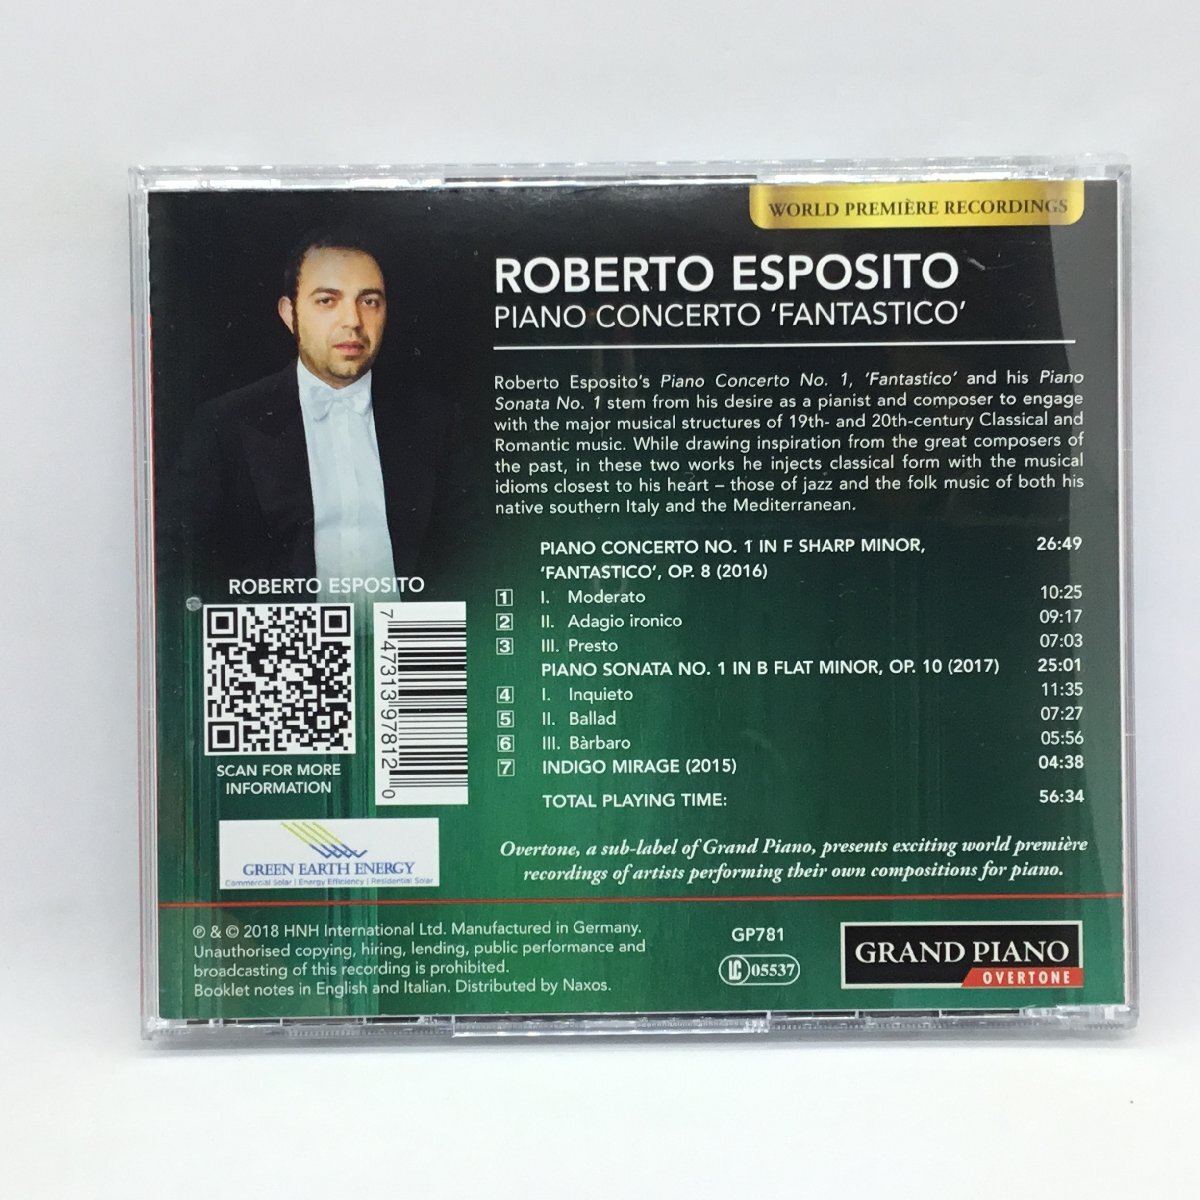 WORLD PREMIÈRE RECORDINGS
ROBERTO ESPOSITO
PIANO CONCERTO ‘FANTASTICO’
Roberto Esposito’s Piano Concerto No. 1, ‘Fantastico’ and his Piano
Sonata No. 1 stem from his desire as a pianist and composer to engage
with the major musical structures of 19th- and 20th-century Classical and
Romantic music. While drawing inspiration from the great composers of
the past, in these two works he injects classical form with the musical
idioms closest to his heart – those of jazz and the folk music of both his
native southern Italy and the Mediterranean.
PIANO CONCERTO NO. 1 IN F SHARP MINOR, 26:49
‘FANTASTICO’, OP. 8 (2016)
1 I. Moderato 10:25
2 II. Adagio ironico 09:17
3 III. Presto 07:03
PIANO SONATA NO. 1 IN B FLAT MINOR, OP. 10 (2017) 25:01
4 I. Inquieto 11:35
5 II. Ballad 07:27
6 III. Bàrbaro 05:56
7 INDIGO MIRAGE (2015) 04:38
TOTAL PLAYING TIME: 56:34
Overtone, a sub-label of Grand Piano, presents exciting world première
recordings of artists performing their own compositions for piano.
ROBERTO ESPOSITO
7 47313 97812 0
SCAN FOR MORE
INFORMATION
GREEN EARTH ENERGY
Commercial Solar | Energy Efficiency | Residential Solar
℗ & © 2018 HNH International Ltd. Manufactured in Germany.
Unauthorised copying, hiring, lending, public performance and
broadcasting of this recording is prohibited.
Booklet notes in English and Italian. Distributed by Naxos.
GP781
LC 05537
GRAND PIANO
OVERTONE